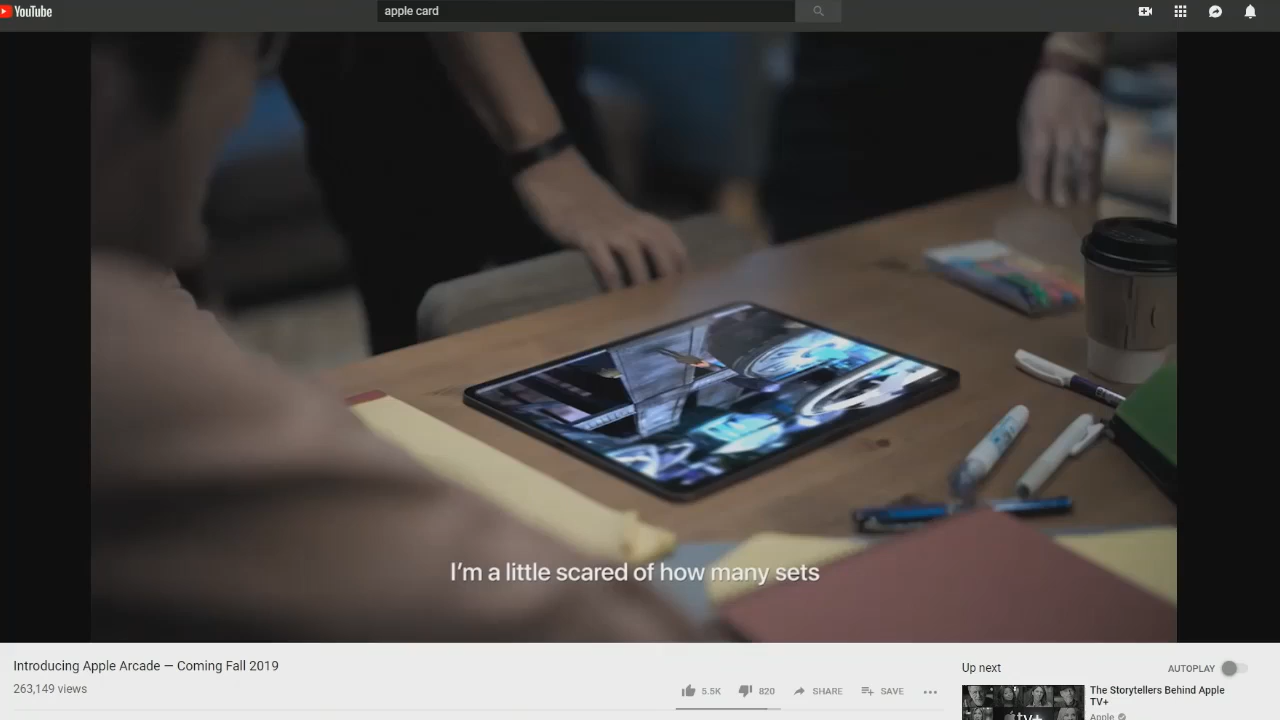 YouTube
apple card
I'm a little scared of how many sets
Introducing Apple Arcade — Coming Fall 2019
263,149 views
5.5K
820
SHARE
SAVE
Up next
AUTOPLAY
The Storytellers Behind Apple
TV+
tv+
Apple